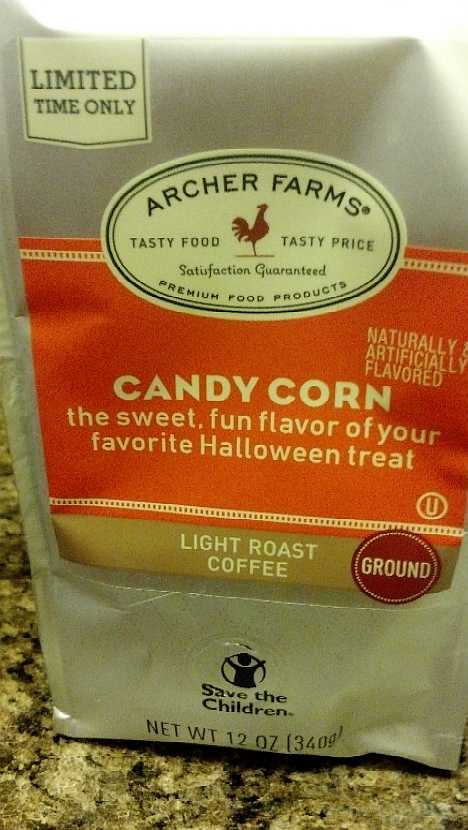 LIMITED
TIME ONLY
ARCHER FARMS®
TASTY FOOD TASTY PRICE
Satisfaction Guaranteed
PREMIUM FOOD PRODUCTS
NATURALLY &
ARTIFICIALLY
FLAVORED
CANDY CORN
the sweet, fun flavor of your
favorite Halloween treat
U
LIGHT ROAST
COFFEE
GROUND
Save the
Children.
NET WT 12 OZ (340g)